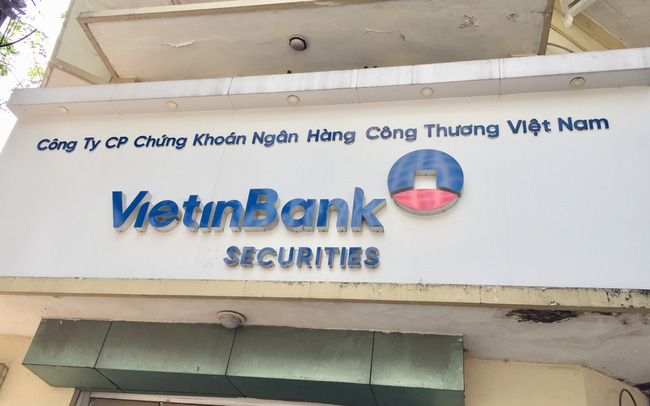 Công Ty CP Chứng Khoán Ngân Hàng Công Thương Việt Nam
VietinBank
SECURITIES